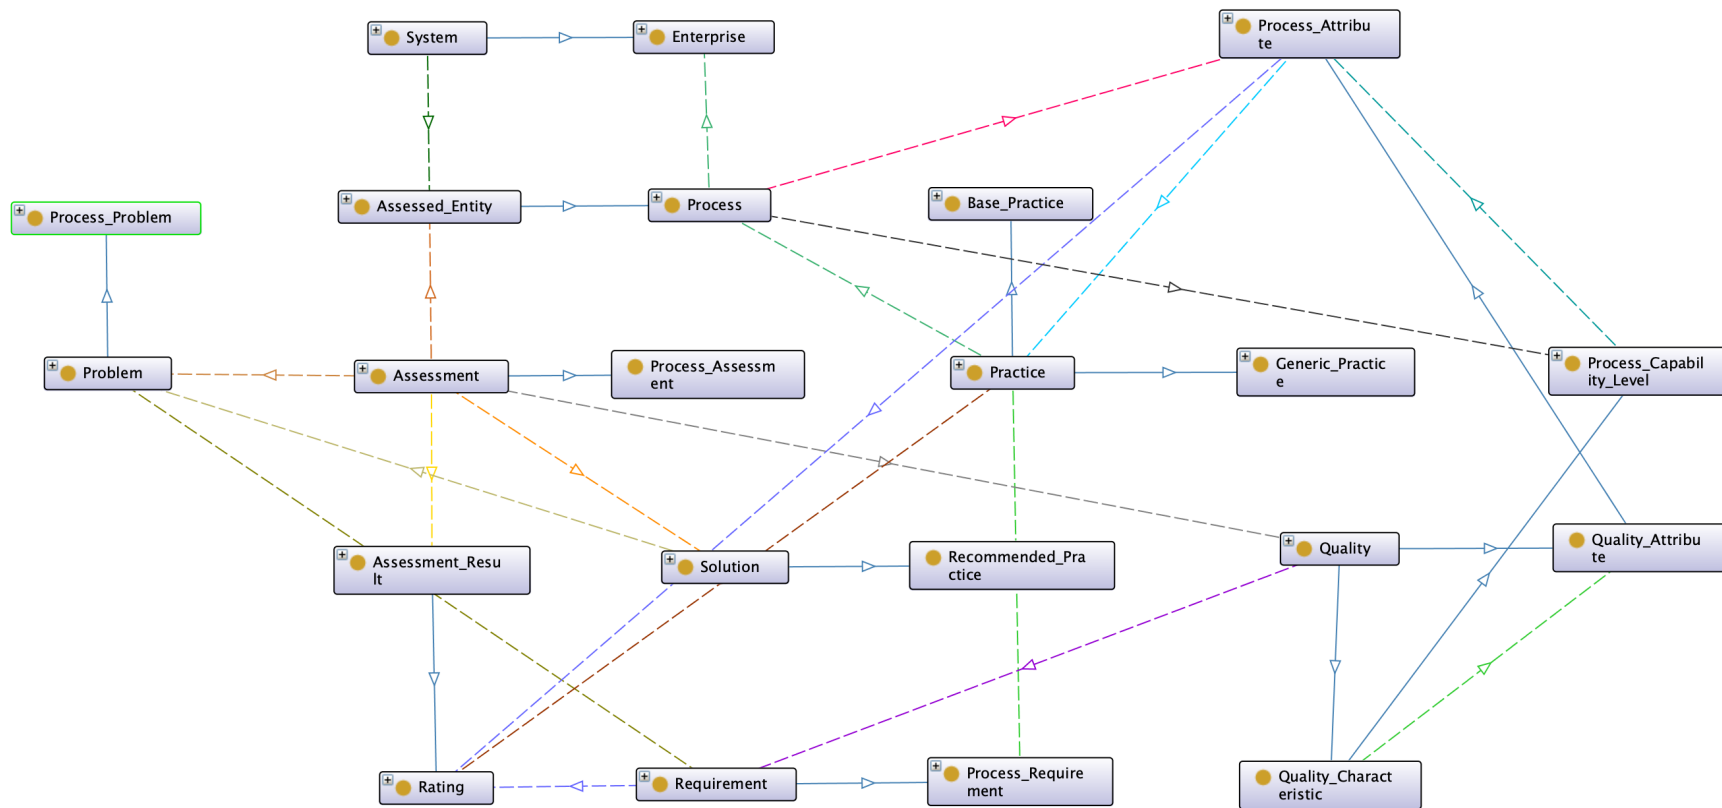 System
Enterprise
Process_Attribu
te
Process_Problem
Assessed_Entity
Process
Base_Practice
Problem
Assessment
Process_Assessm
ent
Practice
Generic_Practic
e
Process_Capabil
ity_Level
Assessment_Resu
lt
Solution
Recommended_Pra
ctice
Quality
Quality_Attribu
te
Rating
Requirement
Process_Require
ment
Quality_Charact
eristic